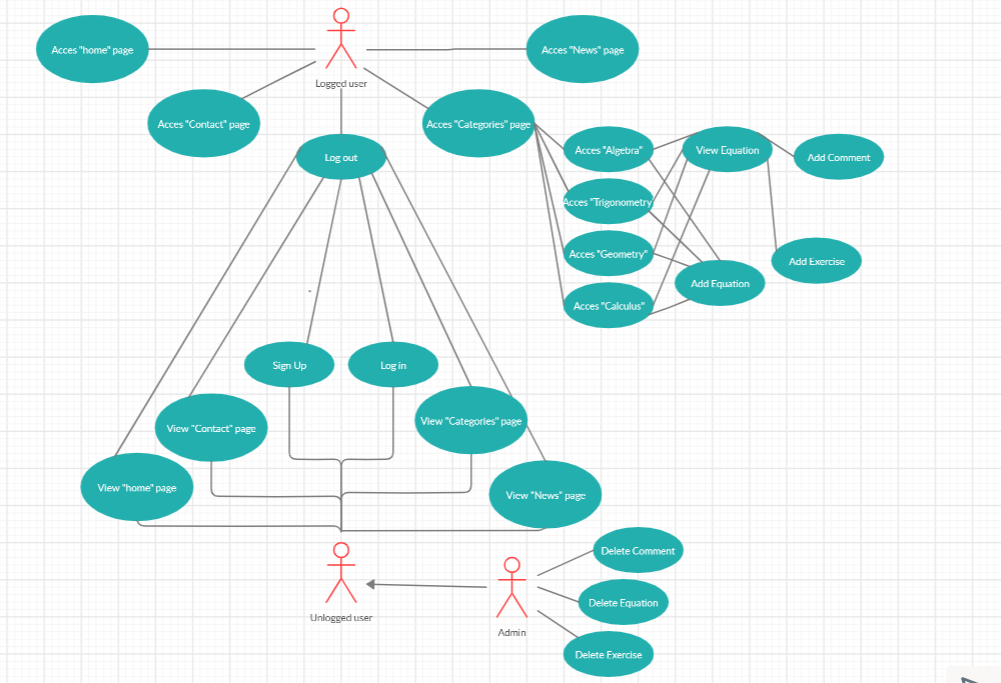 Acces "home" page
Logged user
Acces "News" page
Acces "Contact" page
Acces "Categories" page
Log out
Acces "Algebra"
View Equation
Add Comment
Acces "Trigonometry
Acces "Geometry"
Add Exercise
Add Equation
Acces "Calculus"
Sign Up
Log in
View "Contact" page
View "Categories" page
View "home" page
View "News" page
Unlogged user
Admin
Delete Comment
Delete Equation
Delete Exercise